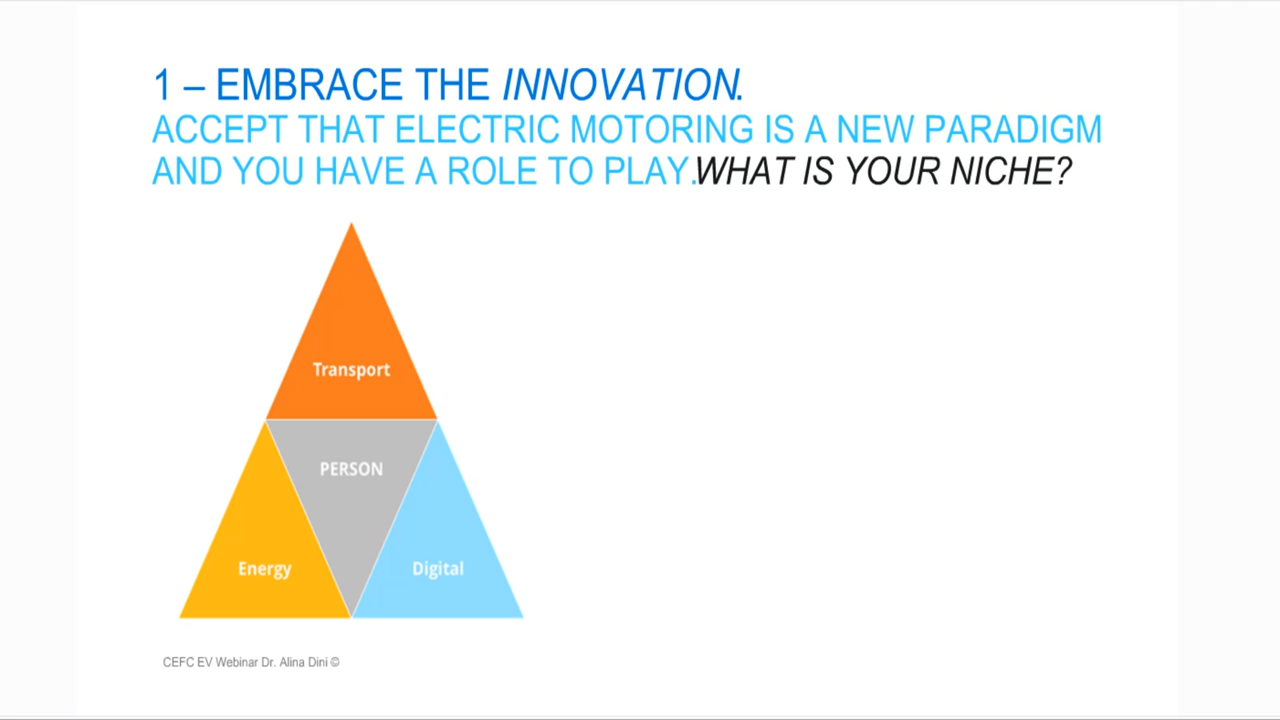 1 – EMBRACE THE INNOVATION.
ACCEPT THAT ELECTRIC MOTORING IS A NEW PARADIGM
AND YOU HAVE A ROLE TO PLAY.WHAT IS YOUR NICHE?
Transport
PERSON
Energy
Digital
CEFC EV Webinar Dr. Alina Dini ©